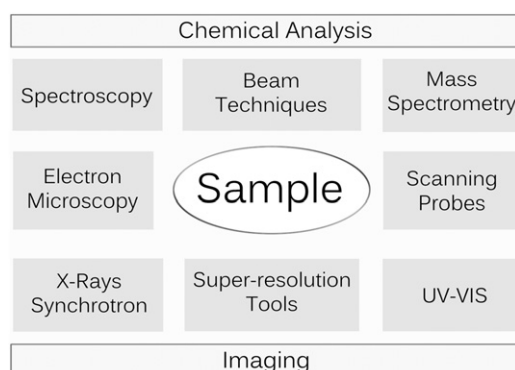 Chemical Analysis
Spectroscopy
Beam
Techniques
Mass
Spectrometry
Electron
Microscopy
Sample
Scanning
Probes
X-Rays
Synchrotron
Super-resolution
Tools
UV-VIS
Imaging